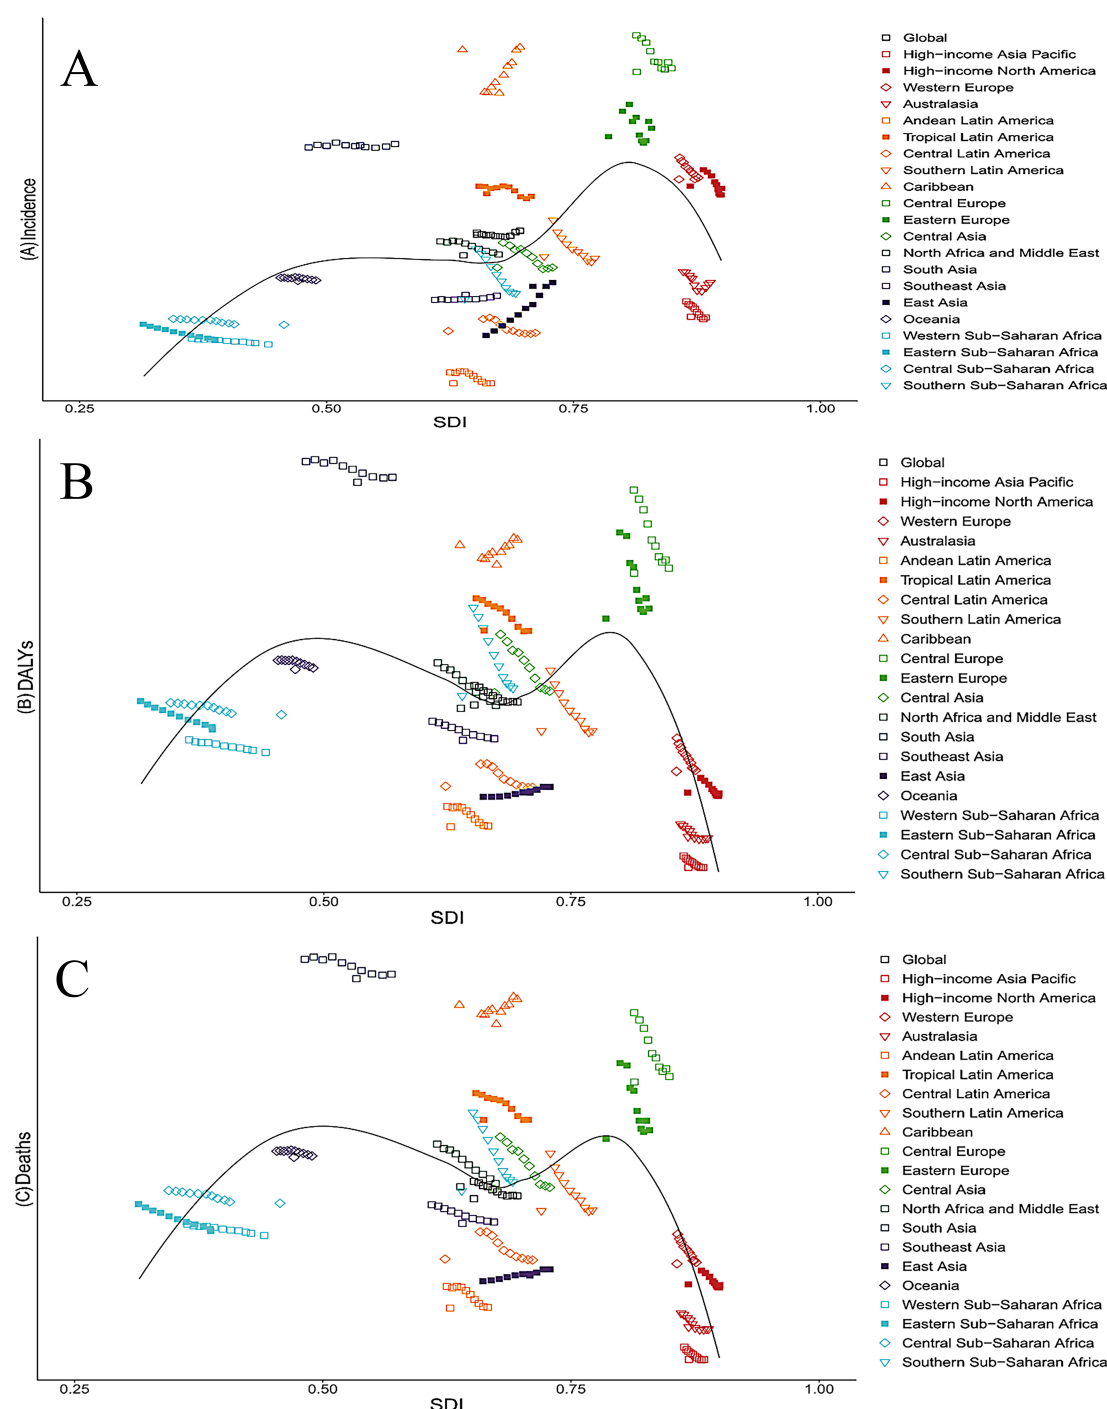 A
(A)Incidence
Global
High-income Asia Pacific
High-income North America
Western Europe
Australasia
Andean Latin America
Tropical Latin America
Central Latin America
Southern Latin America
Caribbean
Central Europe
Eastern Europe
Central Asia
North Africa and Middle East
South Asia
Southeast Asia
East Asia
Oceania
Western Sub-Saharan Africa
Eastern Sub-Saharan Africa
Central Sub-Saharan Africa
Southern Sub-Saharan Africa
0.25 0.50 0.75 1.00
SDI
B
(B)DALYs
Global
High-income Asia Pacific
High-income North America
Western Europe
Australasia
Andean Latin America
Tropical Latin America
Central Latin America
Southern Latin America
Caribbean
Central Europe
Eastern Europe
Central Asia
North Africa and Middle East
South Asia
Southeast Asia
East Asia
Oceania
Western Sub-Saharan Africa
Eastern Sub-Saharan Africa
Central Sub-Saharan Africa
Southern Sub-Saharan Africa
0.25 0.50 0.75 1.00
SDI
C
(C)Deaths
Global
High-income Asia Pacific
High-income North America
Western Europe
Australasia
Andean Latin America
Tropical Latin America
Central Latin America
Southern Latin America
Caribbean
Central Europe
Eastern Europe
Central Asia
North Africa and Middle East
South Asia
Southeast Asia
East Asia
Oceania
Western Sub-Saharan Africa
Eastern Sub-Saharan Africa
Central Sub-Saharan Africa
Southern Sub-Saharan Africa
0.25 0.50 0.75 1.00
SDI